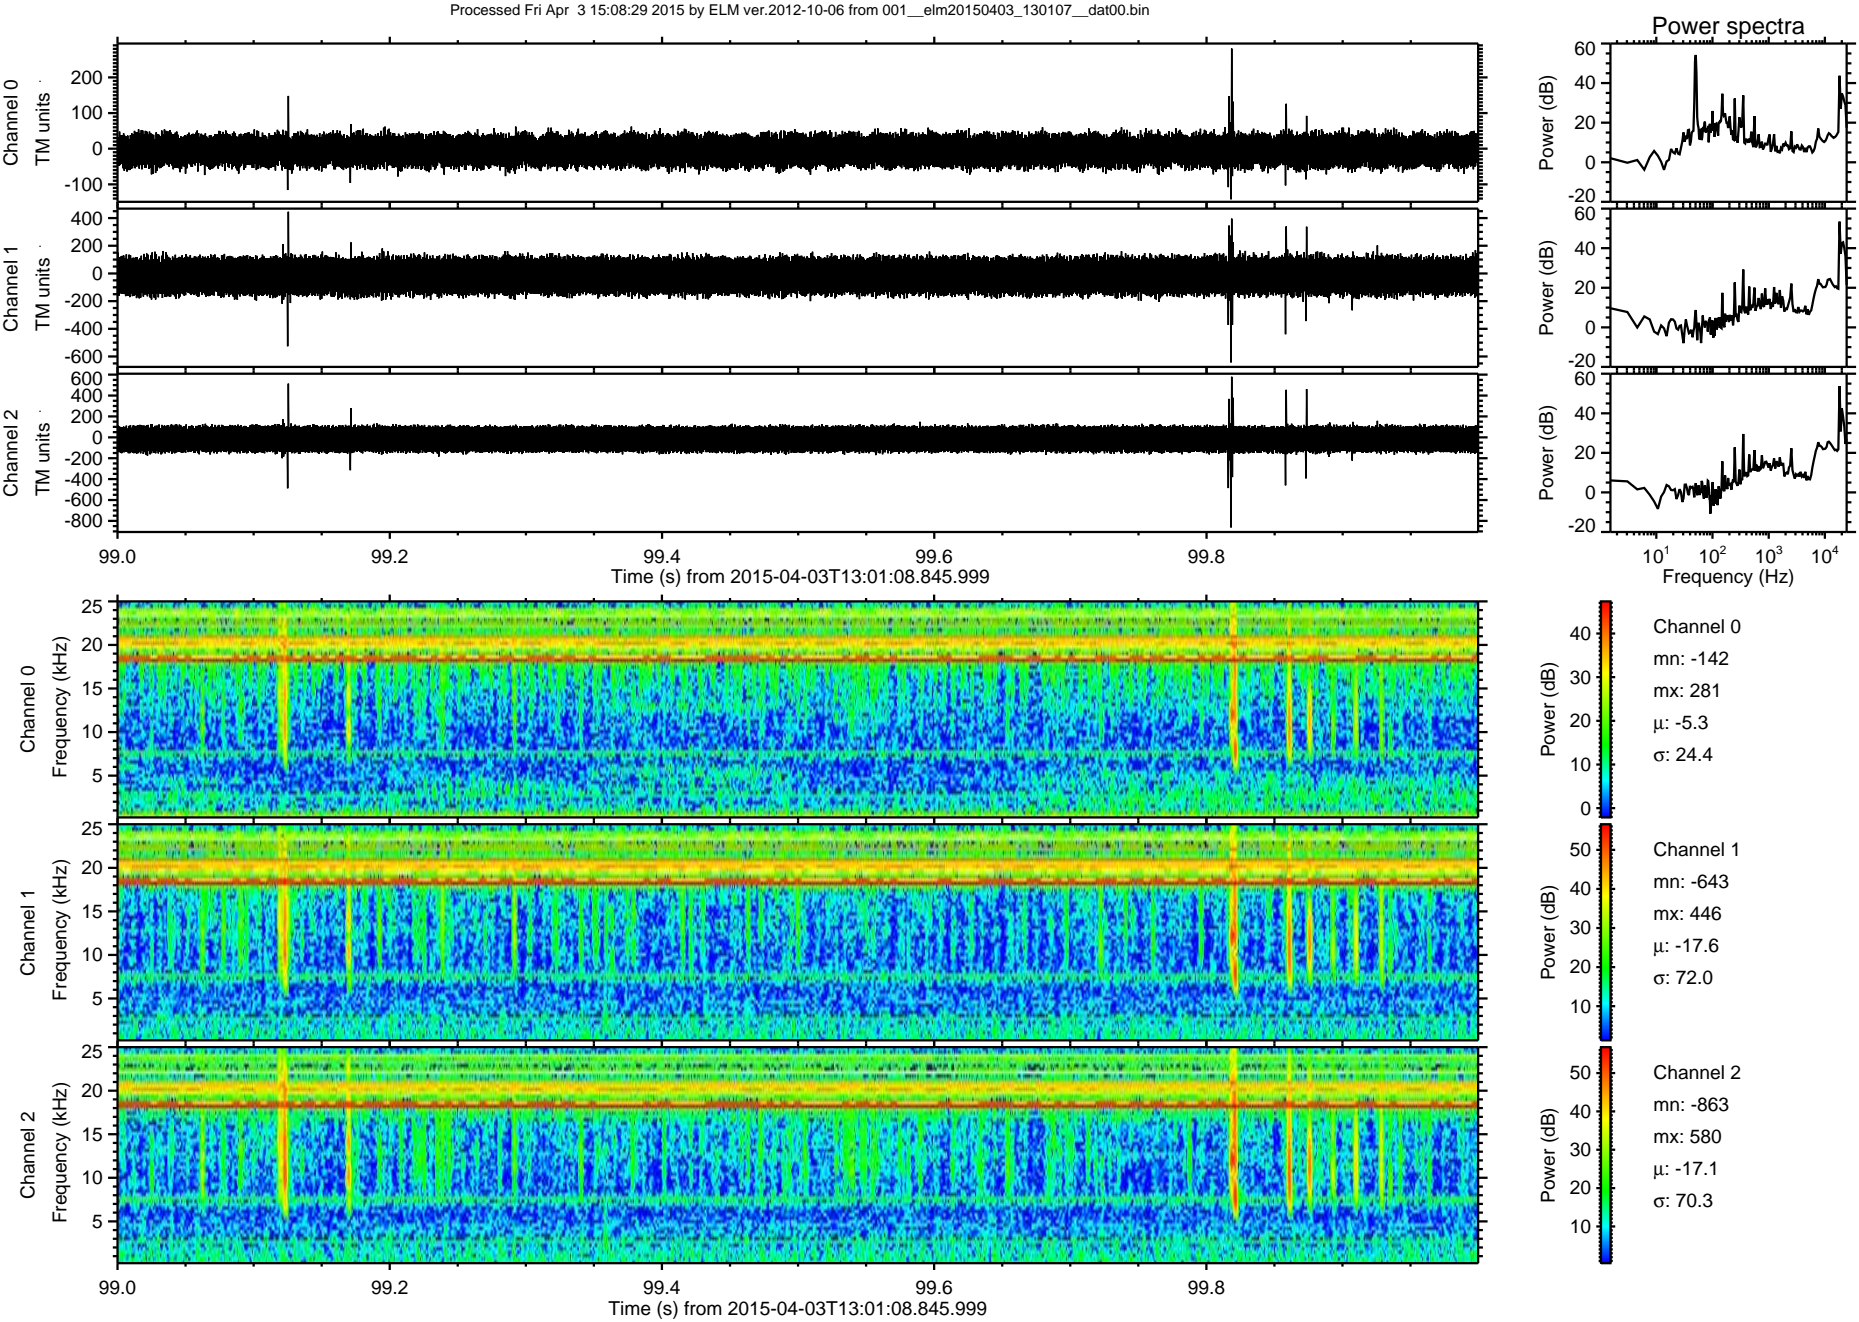 Processed Fri Apr  3 15:08:29 2015 by ELM ver.2012-10-06 from 001__elm20150403_130107__dat00.bin
Power spectra
Channel 0
TM units
200
100
0
-100
Power (dB)
60
40
20
0
-20
Channel 1
TM units
400
200
0
-200
-400
-600
Power (dB)
60
40
20
0
-20
Channel 2
TM units
600
400
200
0
-200
-400
-600
-800
Power (dB)
60
40
20
0
-20
99.0 99.2 99.4 99.6 99.8
Time (s) from 2015-04-03T13:01:08.845.999
10^1 10^2 10^3 10^4
Frequency (Hz)
Channel 0
Frequency (kHz)
25
20
15
10
5
Power (dB)
40
30
20
10
0
Channel 0
mn: -142
mx: 281
µ: -5.3
σ: 24.4
Channel 1
Frequency (kHz)
25
20
15
10
5
Power (dB)
50
40
30
20
10
Channel 1
mn: -643
mx: 446
µ: -17.6
σ: 72.0
Channel 2
Frequency (kHz)
25
20
15
10
5
Power (dB)
50
40
30
20
10
Channel 2
mn: -863
mx: 580
µ: -17.1
σ: 70.3
99.0 99.2 99.4 99.6 99.8
Time (s) from 2015-04-03T13:01:08.845.999